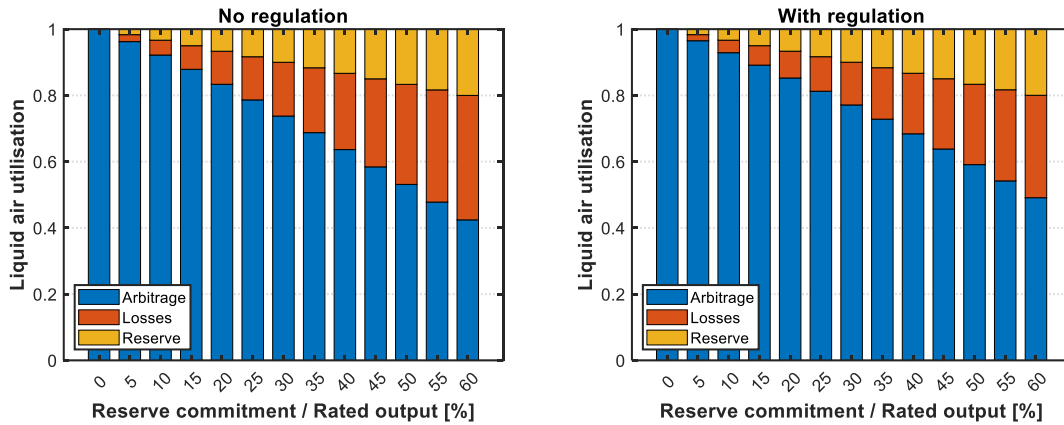 No regulation
Liquid air utilisation
1
0.8
0.6
0.4
0.2
0
Arbitrage
Losses
Reserve
0 5 10 15 20 25 30 35 40 45 50 55 60
Reserve commitment / Rated output [%]
With regulation
Liquid air utilisation
1
0.8
0.6
0.4
0.2
0
Arbitrage
Losses
Reserve
0 5 10 15 20 25 30 35 40 45 50 55 60
Reserve commitment / Rated output [%]